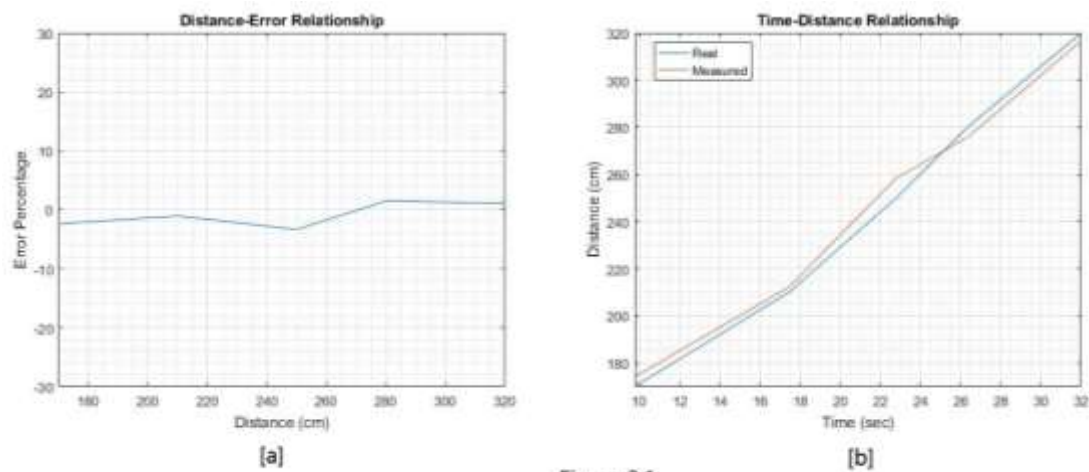 Distance-Error Relationship
30
20
10
0
-10
-20
-30
Error Percentage
180 200 220 240 260 280 300 320
Distance (cm)
[a]
Time-Distance Relationship
Real
Measured
320
300
280
260
240
220
200
180
Distance (cm)
10 12 14 16 18 20 22 24 26 28 30 32
Time (sec)
[b]